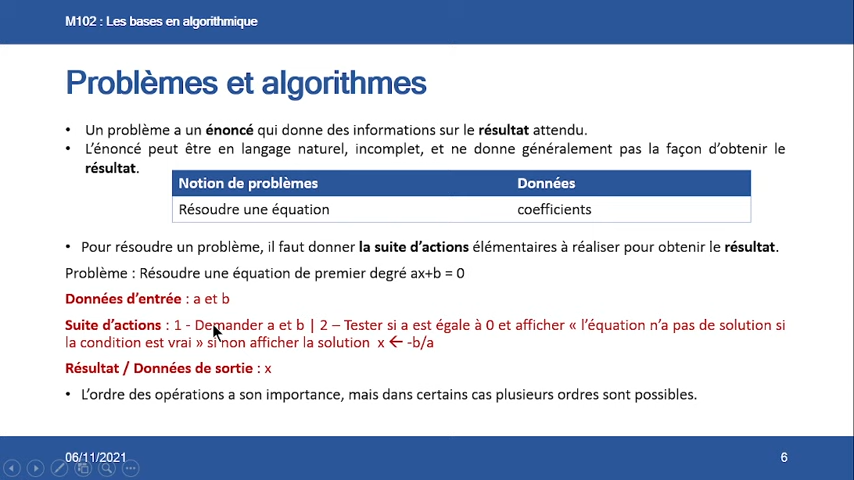 M102 : Les bases en algorithmique
Problèmes et algorithmes
• Un problème a un énoncé qui donne des informations sur le résultat attendu.
• L'énoncé peut être en langage naturel, incomplet, et ne donne généralement pas la façon d'obtenir le
résultat.
Notion de problèmes Données
Résoudre une équation coefficients
• Pour résoudre un problème, il faut donner la suite d'actions élémentaires à réaliser pour obtenir le résultat.
Problème : Résoudre une équation de premier degré ax+b = 0
Données d'entrée : a et b
Suite d'actions : 1 - Demander a et b | 2 – Tester si a est égale à 0 et afficher « l'équation n'a pas de solution si
la condition est vrai » si non afficher la solution x ← -b/a
Résultat / Données de sortie : x
• L'ordre des opérations a son importance, mais dans certains cas plusieurs ordres sont possibles.
06/11/2021 6